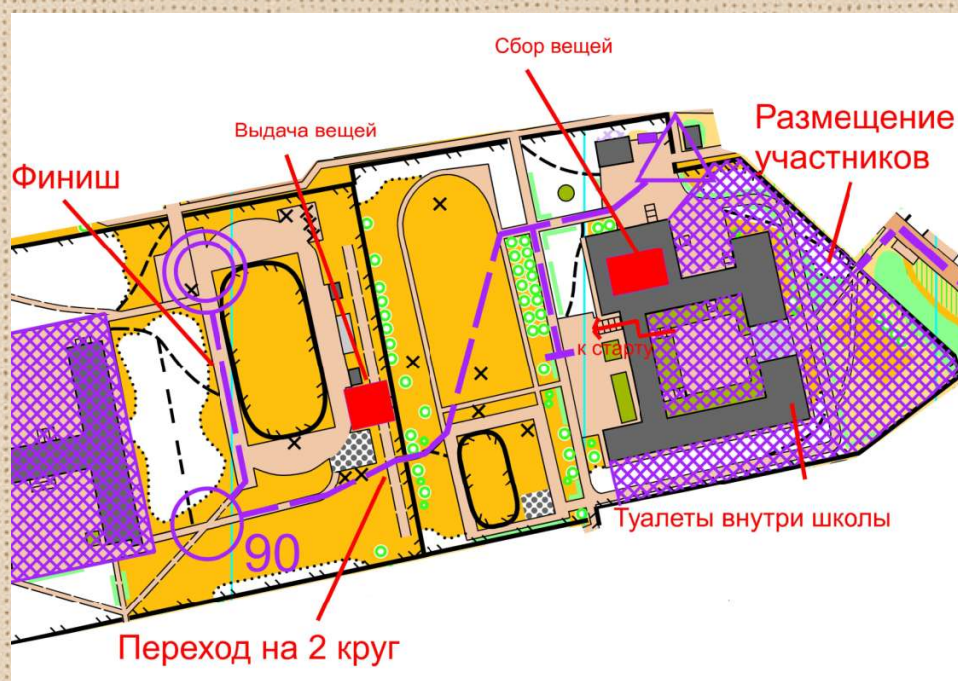 Сбор вещей
Размещение
участников
Выдача вещей
Финиш
к старту
Туалеты внутри школы
90
Переход на 2 круг